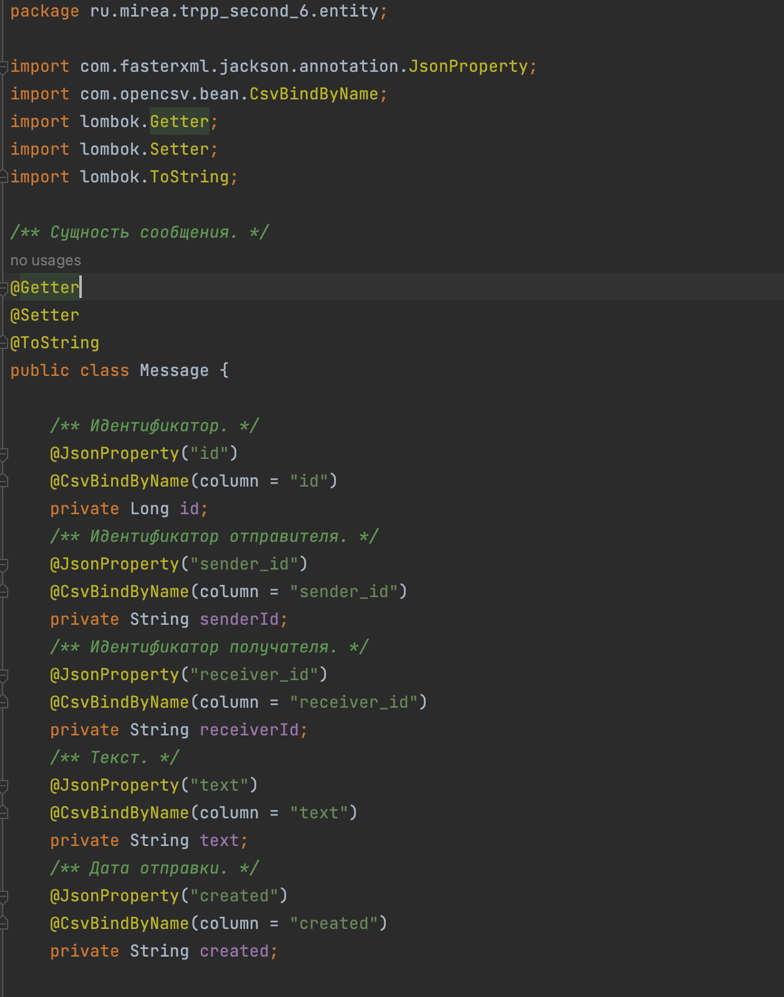 package ru.mirea.trpp_second_6.entity;
import com.fasterxml.jackson.annotation.JsonProperty;
import com.opencsv.bean.CsvBindByName;
import lombok.Getter;
import lombok.Setter;
import lombok.ToString;
/** Сущность сообщения. */
no usages
@Getter
@Setter
@ToString
public class Message {
/** Идентификатор. */
@JsonProperty("id")
@CsvBindByName(column = "id")
private Long id;
/** Идентификатор отправителя. */
@JsonProperty("sender_id")
@CsvBindByName(column = "sender_id")
private String senderId;
/** Идентификатор получателя. */
@JsonProperty("receiver_id")
@CsvBindByName(column = "receiver_id")
private String receiverId;
/** Текст. */
@JsonProperty("text")
@CsvBindByName(column = "text")
private String text;
/** Дата отправки. */
@JsonProperty("created")
@CsvBindByName(column = "created")
private String created;